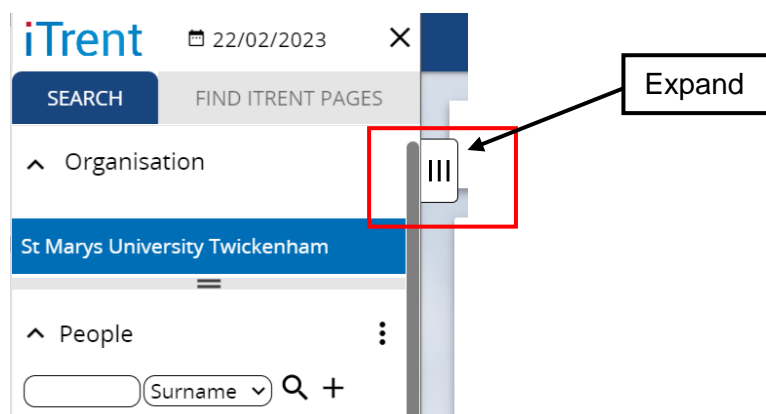 iTrent 22/02/2023
Expand
SEARCH FIND ITRENT PAGES
Organisation
St Marys University Twickenham
People
Surname